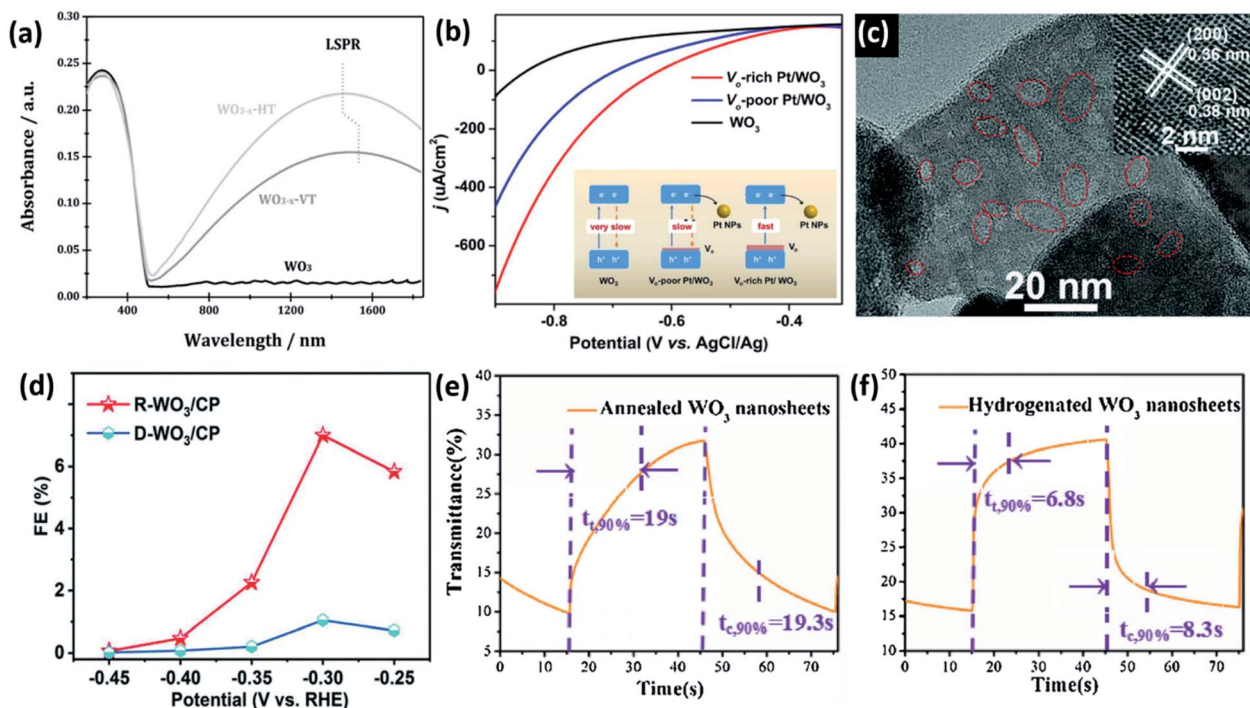 (a)
LSPR
WO3-x-HT
WO3-x-VT
WO3
Absorbance / a.u.
0.30
0.25
0.20
0.15
0.10
0.05
0.00
400
800
1200
1600
Wavelength / nm
(b)
Vo-rich Pt/WO3
Vo-poor Pt/WO3
WO3
j (uA/cm2)
0
-200
-400
-600
e- e-
e- e-
e- e-
Pt NPs
Pt NPs
very slow
slow
fast
Vo
Vo
h+ h+
h+ h+
h+ h+
WO3
Vo-poor Pt/WO3
Vo-rich Pt/ WO3
-0.8
-0.6
-0.4
Potential (V vs. AgCl/Ag)
(c)
(200)
0.36 nm
(002)
0.38 nm
2 nm
20 nm
(d)
R-WO3/CP
D-WO3/CP
FE (%)
6
4
2
0
-0.45
-0.40
-0.35
-0.30
-0.25
Potential (V vs. RHE)
(e)
Annealed WO3 nanosheets
Transmittance(%)
40
35
30
25
20
15
10
5
tt,90%=19s
tc,90%=19.3s
0
10
20
30
40
50
60
70
Time(s)
(f)
Hydrogenated WO3 nanosheets
50
45
40
35
30
25
20
15
10
tt,90%=6.8s
tc,90%=8.3s
0
10
20
30
40
50
60
70
Time(s)